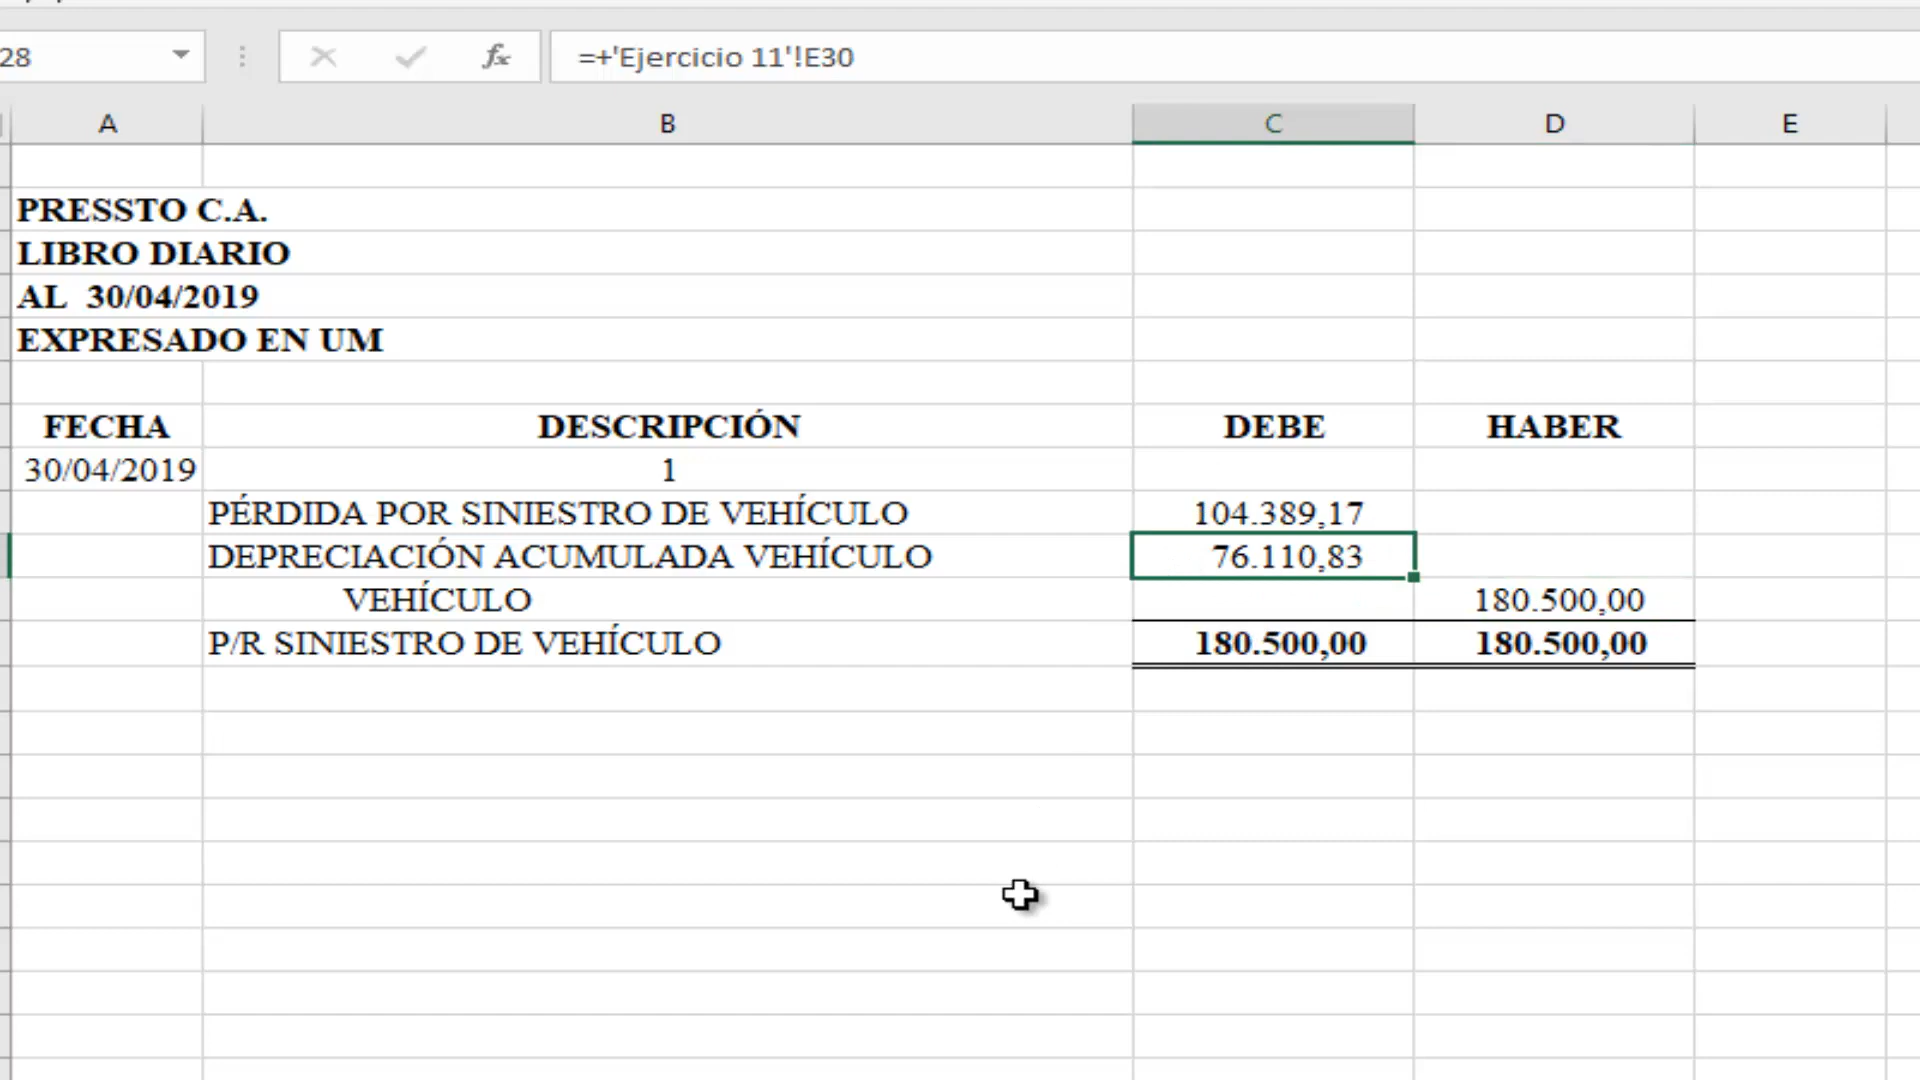 28
fx
=+'Ejercicio 11'!E30
A B C D E
PRESSTO C.A.
LIBRO DIARIO
AL 30/04/2019
EXPRESADO EN UM
FECHA DESCRIPCIÓN DEBE HABER
30/04/2019 1
PÉRDIDA POR SINIESTRO DE VEHÍCULO 104.389,17
DEPRECIACIÓN ACUMULADA VEHÍCULO 76.110,83
VEHÍCULO 180.500,00
P/R SINIESTRO DE VEHÍCULO 180.500,00 180.500,00